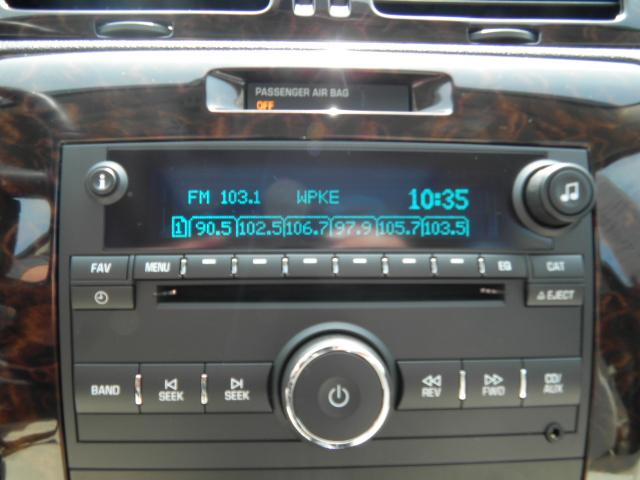 PASSENGER AIR BAG
OFF
FM 103.1 WPKE 10:35
1 90.5 102.5 106.7 97.9 105.7 103.5
FAV MENU EQ CAT
EJECT
BAND SEEK SEEK REV FWD CD/AUX